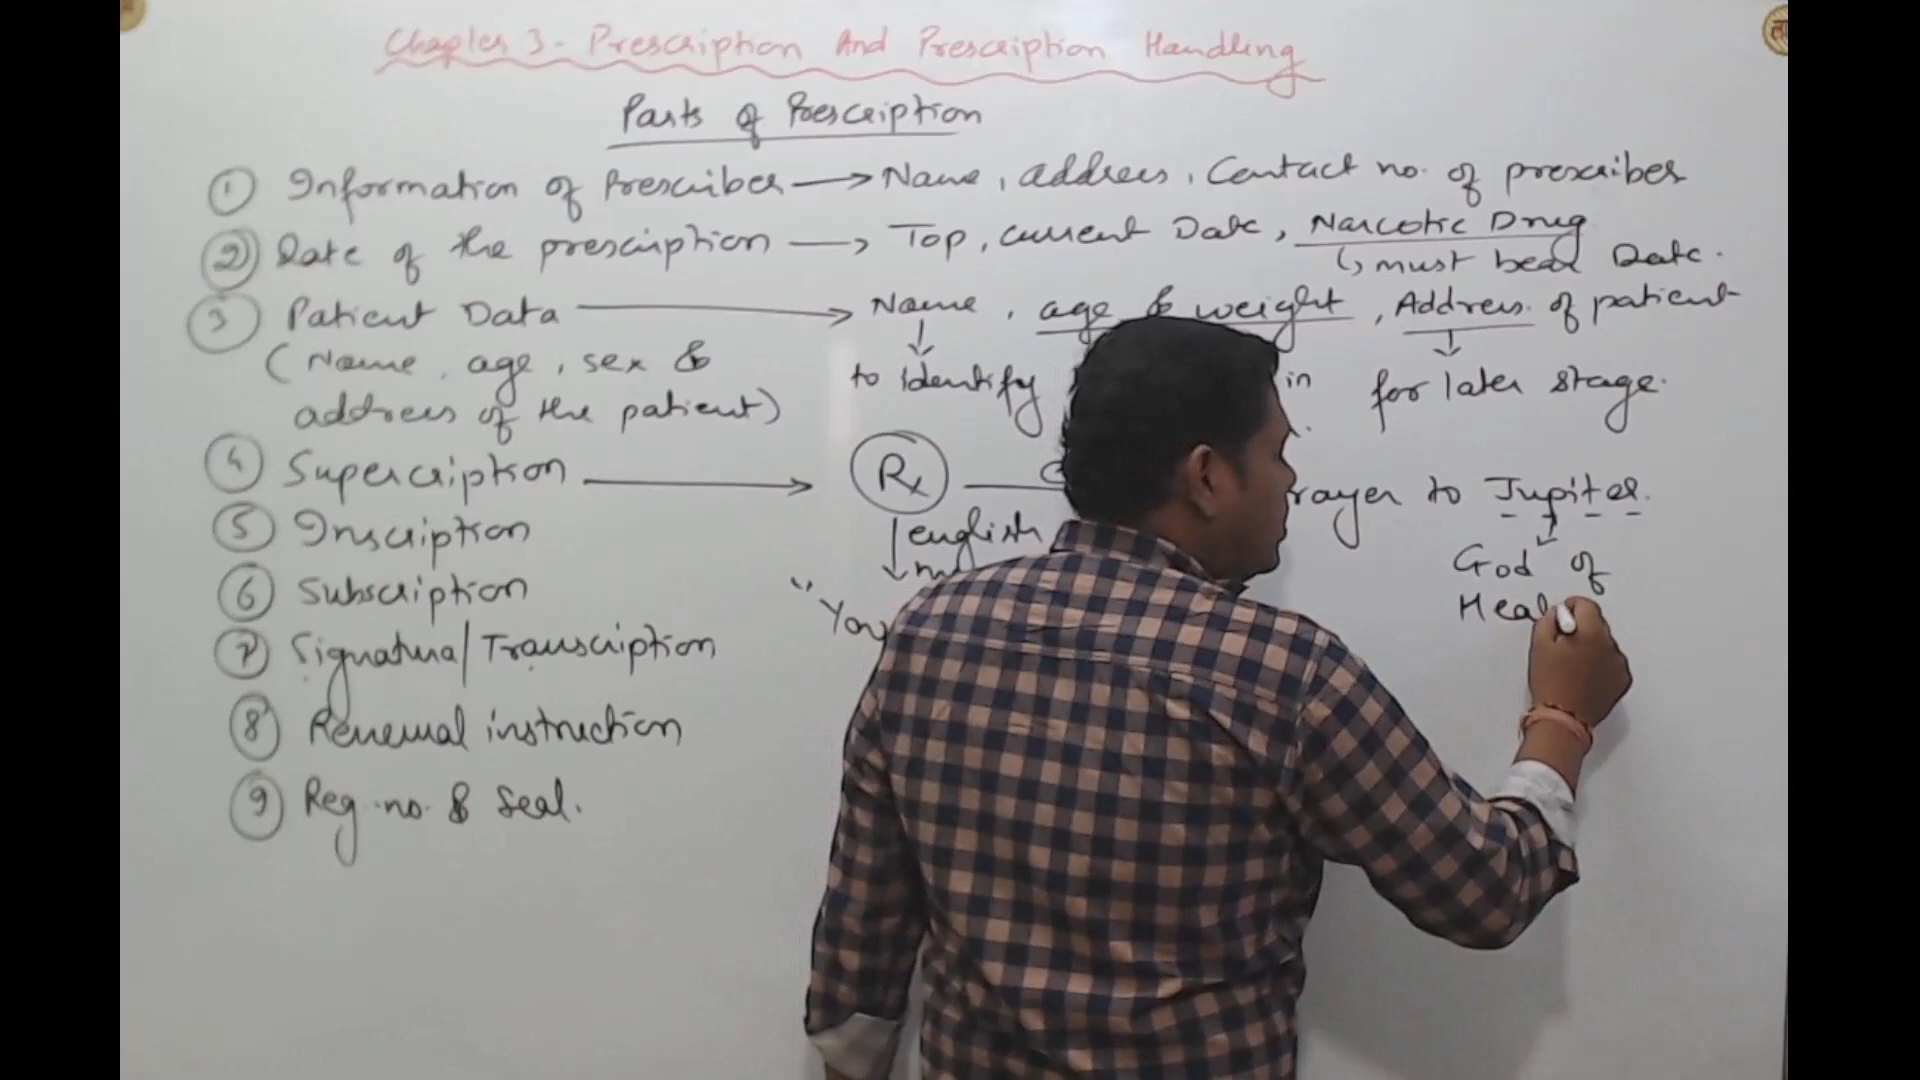 Chapter 3 - Prescription And Prescription Handling
Parts of Prescription
① Information of Prescriber → Name, address, Contact no. of prescriber
② Date of the prescription → Top, current Date, Narcotic Drug
↳ must bear Date.
③ Patient Data → Name, age & weight, Address of patient
(Name, age, sex & address of the patient)
↓ to identify in
↓ for later stage.
④ Superscription → Rx rayer to Jupiter.
↓ english
↓ God of
Heal
"You
⑤ Inscription
⑥ Subscription
⑦ Signatura/Transcription
⑧ Renewal instruction
⑨ Reg. no. & Seal.